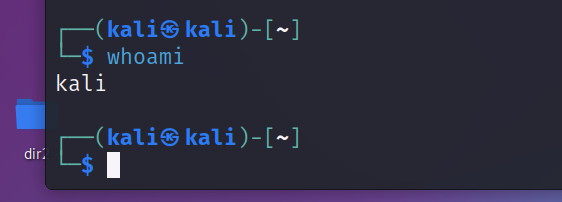 ┌──(kali㉿kali)-[~]
└─$ whoami
kali
┌──(kali㉿kali)-[~]
└─$